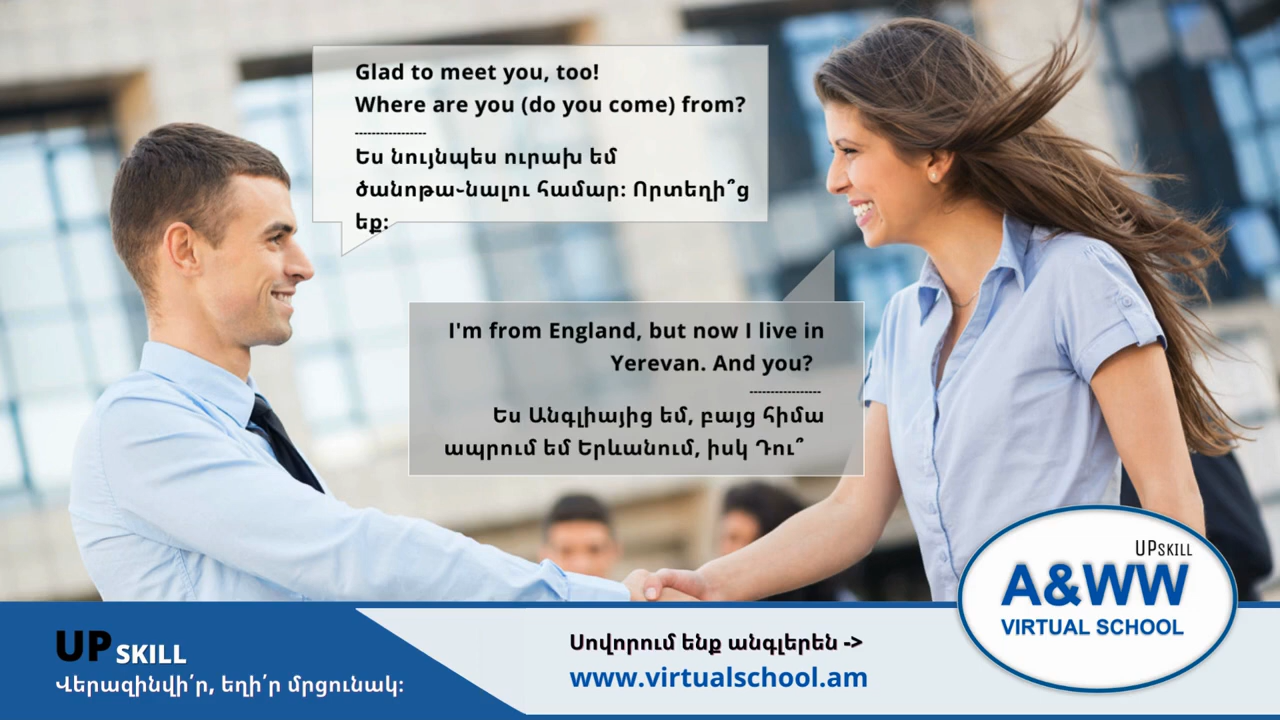 Glad to meet you, too!
Where are you (do you come) from?
-----------------
Ես նույնպես ուրախ եմ
ծանոթա֊նալու համար: Որտեղի՞ց
եք:
I'm from England, but now I live in
Yerevan. And you?
-----------------
Ես Անգլիայից եմ, բայց հիմա
ապրում եմ Երևանում, իսկ Դու՞
UPSKILL
A&WW
VIRTUAL SCHOOL
UP SKILL
Վերազինվի՛ր, եղի՛ր մրցունակ:
Սովորում ենք անգլերեն ->
www.virtualschool.am